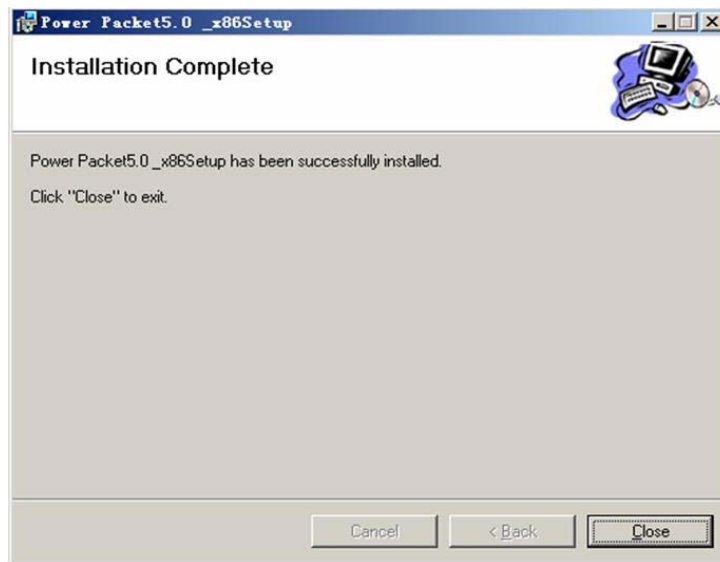 Power Packet5.0 _x86Setup
Installation Complete
Power Packet5.0 _x86Setup has been successfully installed.
Click "Close" to exit.
Cancel
< Back
Close